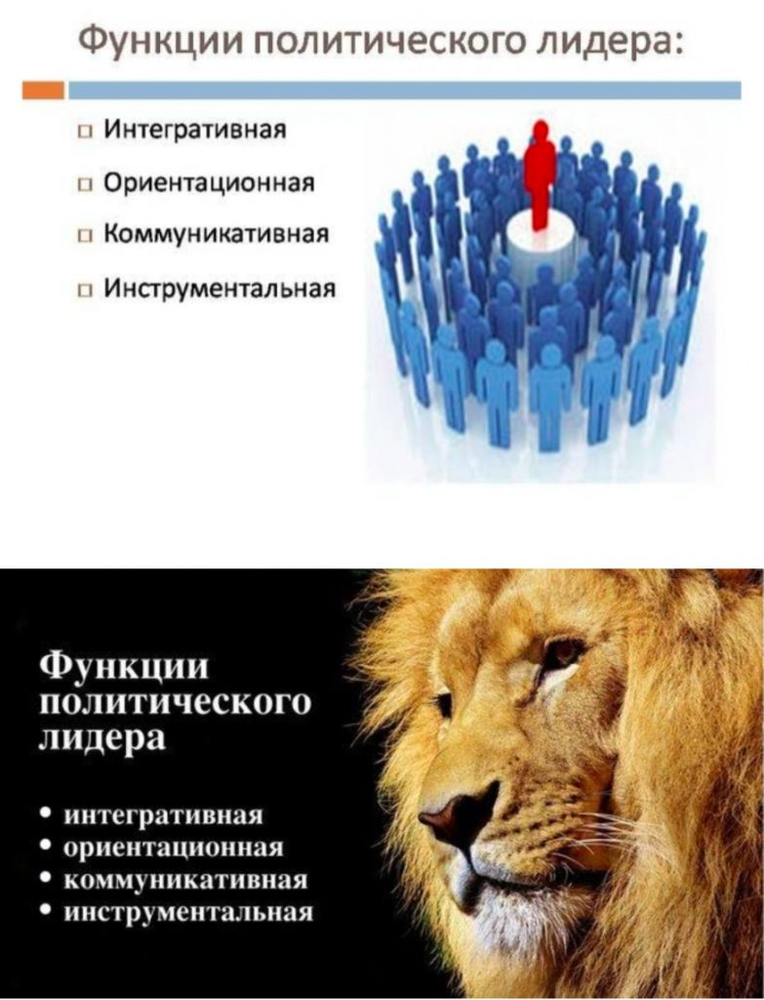 Функции политического лидера:
Интегративная
Ориентационная
Коммуникативная
Инструментальная
Функции
политического
лидера
• интегративная
• ориентационная
• коммуникативная
• инструментальная